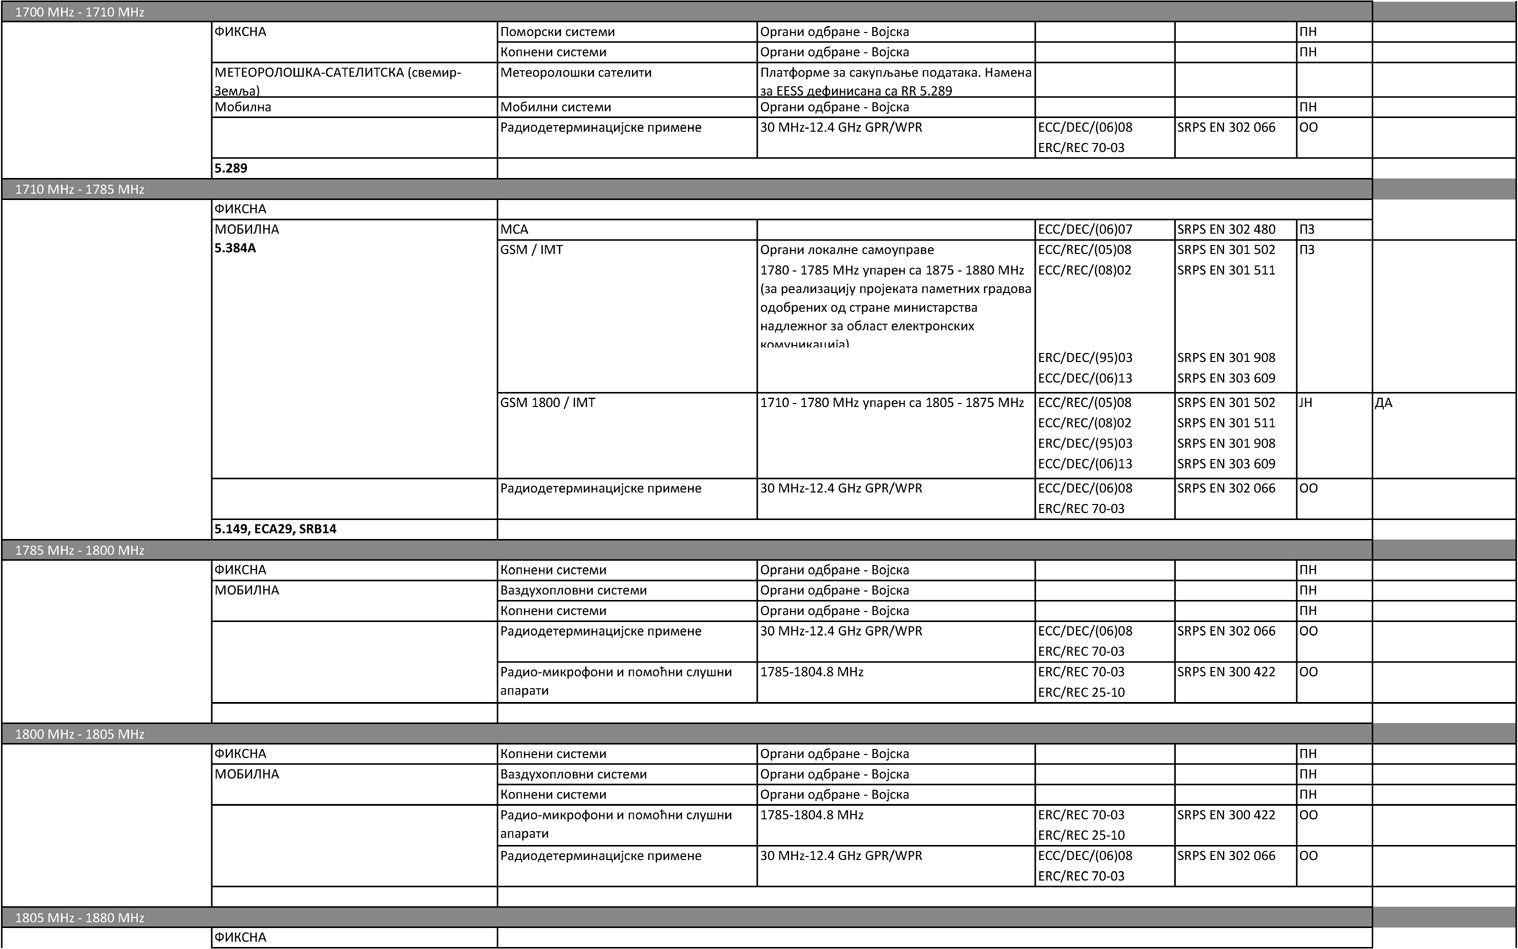 1700 MHz - 1710 MHz
ФИКСНА Поморски системи Органи одбране - Војска ПН
Копнени системи Органи одбране - Војска ПН
МЕТЕОРОЛОШКА-САТЕЛИТСКА (свемир- Метеоролошки сателити Платформе за сакупљање података. Намена
Земља) за EESS дефинисана са RR 5.289
Мобилна Мобилни системи Органи одбране - Војска ПН
Радиодетерминацијске примене 30 MHz-12.4 GHz GPR/WPR ECC/DEC/(06)08 SRPS EN 302 066 ОО
ERC/REC 70-03
5.289
1710 MHz - 1785 MHz
ФИКСНА
МОБИЛНА MCA ECC/DEC/(06)07 SRPS EN 302 480 ПЗ
5.384A GSM / IMT Органи локалне самоуправе ECC/REC/(05)08 SRPS EN 301 502 ПЗ
1780 - 1785 MHz упарен са 1875 - 1880 MHz ECC/REC/(08)02 SRPS EN 301 511
(за реализацију пројеката паметних градова
одобрених од стране министарства
надлежног за област електронских
комуникација)
ERC/DEC/(95)03 SRPS EN 301 908
ECC/DEC/(06)13 SRPS EN 303 609
GSM 1800 / IMT 1710 - 1780 MHz упарен са 1805 - 1875 MHz ECC/REC/(05)08 SRPS EN 301 502 ЈН ДА
ECC/REC/(08)02 SRPS EN 301 511
ERC/DEC/(95)03 SRPS EN 301 908
ECC/DEC/(06)13 SRPS EN 303 609
Радиодетерминацијске примене 30 MHz-12.4 GHz GPR/WPR ECC/DEC/(06)08 SRPS EN 302 066 ОО
ERC/REC 70-03
5.149, ECA29, SRB14
1785 MHz - 1800 MHz
ФИКСНА Копнени системи Органи одбране - Војска ПН
МОБИЛНА Ваздухопловни системи Органи одбране - Војска ПН
Копнени системи Органи одбране - Војска ПН
Радиодетерминацијске примене 30 MHz-12.4 GHz GPR/WPR ECC/DEC/(06)08 SRPS EN 302 066 ОО
ERC/REC 70-03
Радио-микрофони и помоћни слушни 1785-1804.8 MHz ERC/REC 70-03 SRPS EN 300 422 ОО
апарати ERC/REC 25-10
1800 MHz - 1805 MHz
ФИКСНА Копнени системи Органи одбране - Војска ПН
МОБИЛНА Ваздухопловни системи Органи одбране - Војска ПН
Копнени системи Органи одбране - Војска ПН
Радио-микрофони и помоћни слушни 1785-1804.8 MHz ERC/REC 70-03 SRPS EN 300 422 ОО
апарати ERC/REC 25-10
Радиодетерминацијске примене 30 MHz-12.4 GHz GPR/WPR ECC/DEC/(06)08 SRPS EN 302 066 ОО
ERC/REC 70-03
1805 MHz - 1880 MHz
ФИКСНА